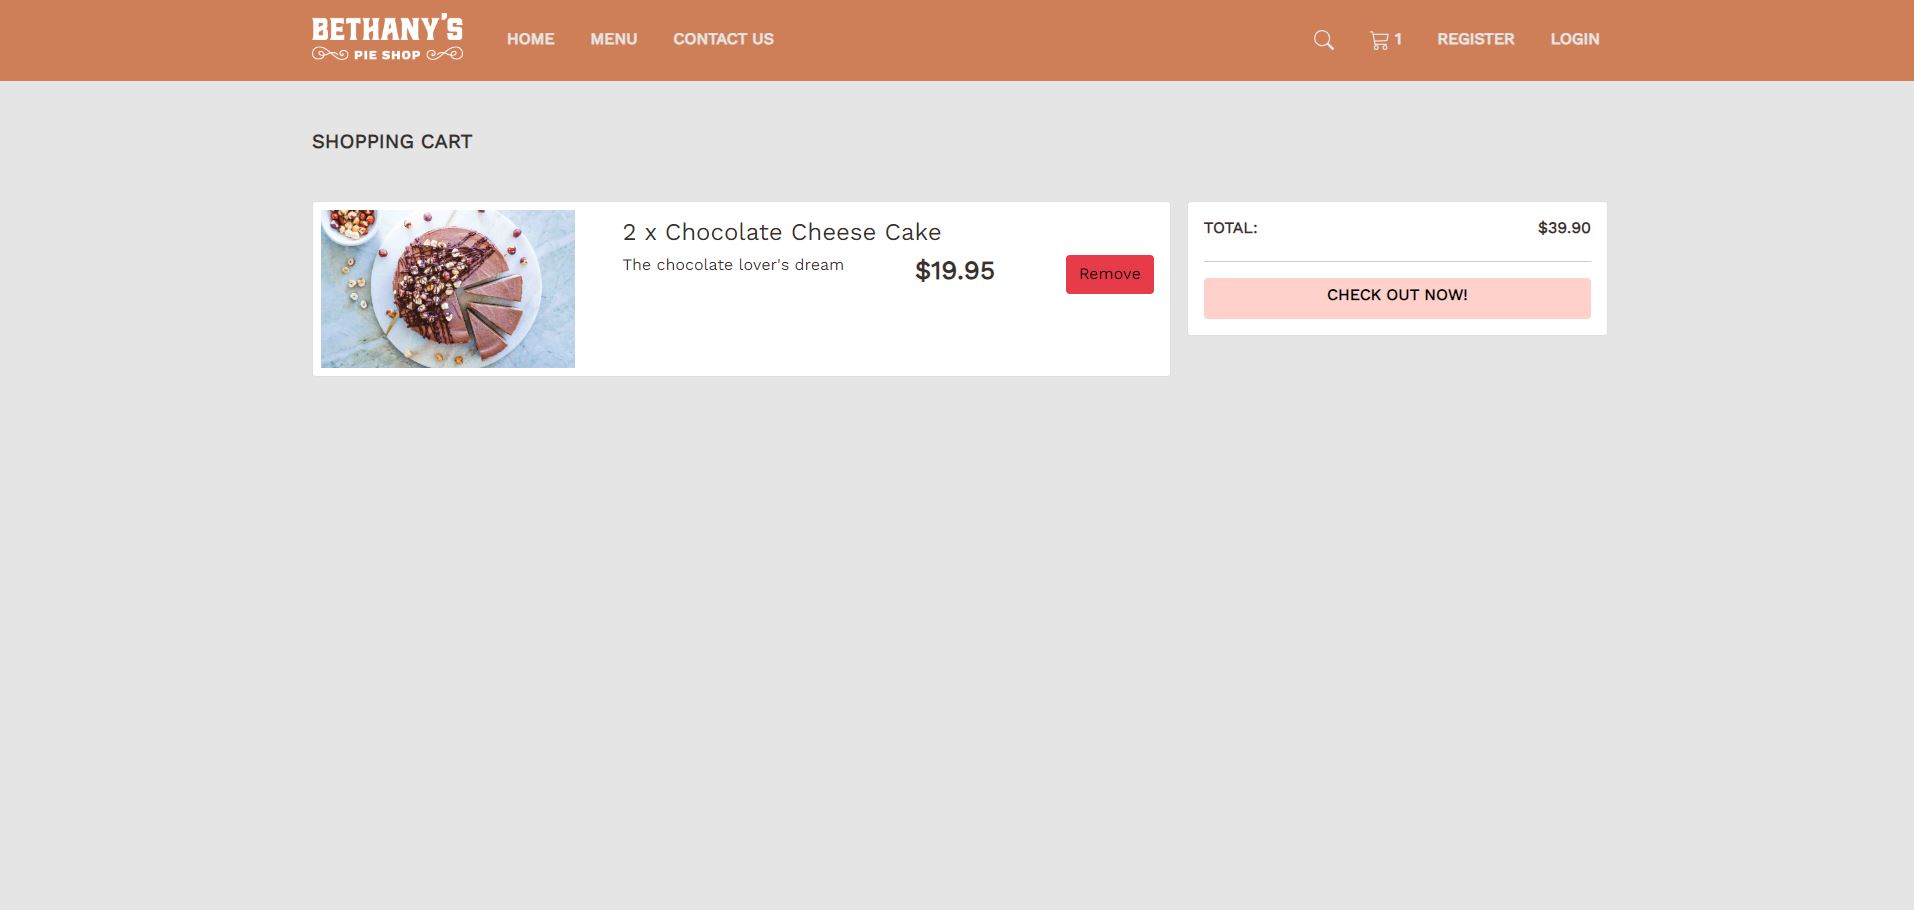 BETHANY'S
PIE SHOP
HOME MENU CONTACT US 1 REGISTER LOGIN
SHOPPING CART
2 x Chocolate Cheese Cake
The chocolate lover's dream
$19.95
Remove
TOTAL: $39.90
CHECK OUT NOW!